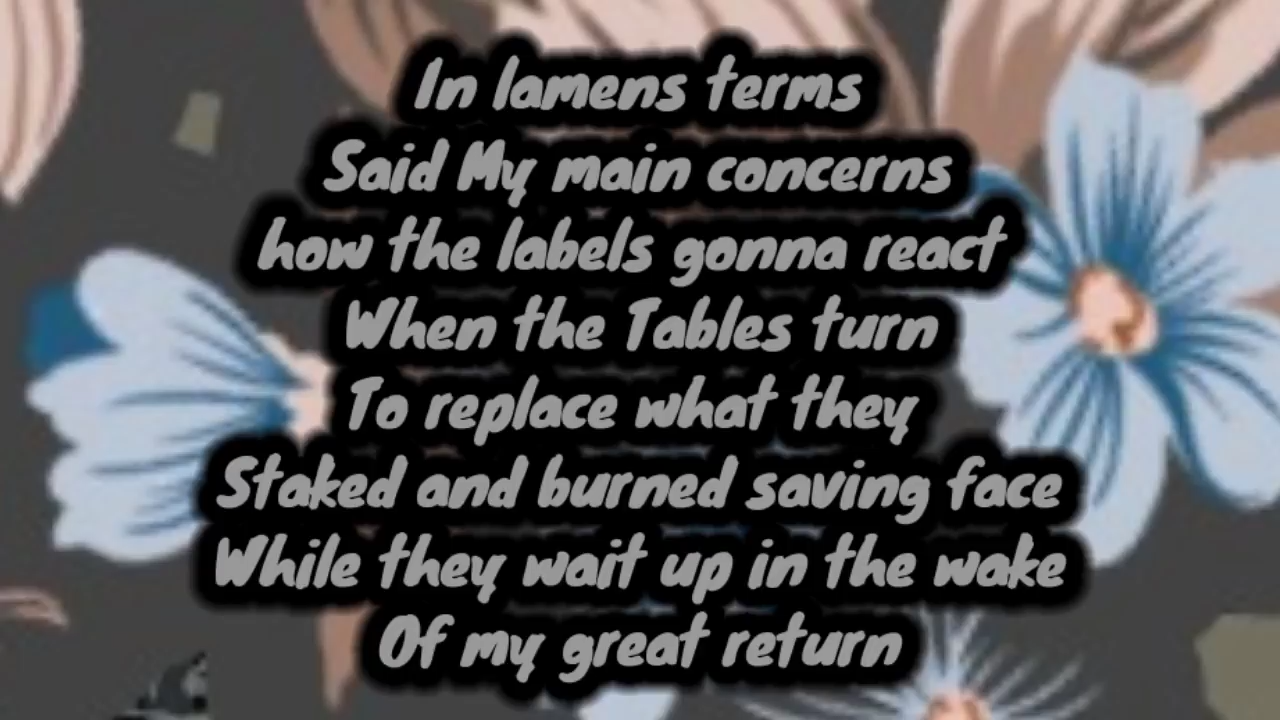 In lamens terms
Said My main concerns
how the labels gonna react
When the Tables turn
To replace what they
Staked and burned saving face
While they wait up in the wake
Of my great return